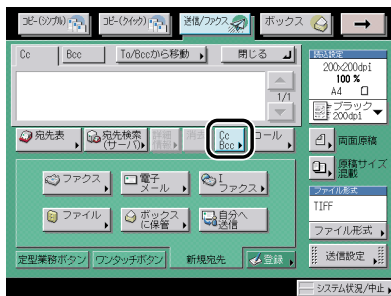 コピー(シンプル) コピー(クイック) 送信/ファクス ボックス
Cc Bcc To/Bccから移動 閉じる
読込設定
200x200dpi
100 %
A4
1/1
ブラック
200dpi
宛先表 宛先検索(サーバ) 詳細情報 Cc Bcc コール
両面原稿
原稿サイズ混載
ファクス 電子メール Iファクス
ファイル ボックスに保管 自分へ送信
ファイル形式
TIFF
ファイル形式
定型業務ボタン ワンタッチボタン 新規宛先 登録 送信設定
システム状況/中止